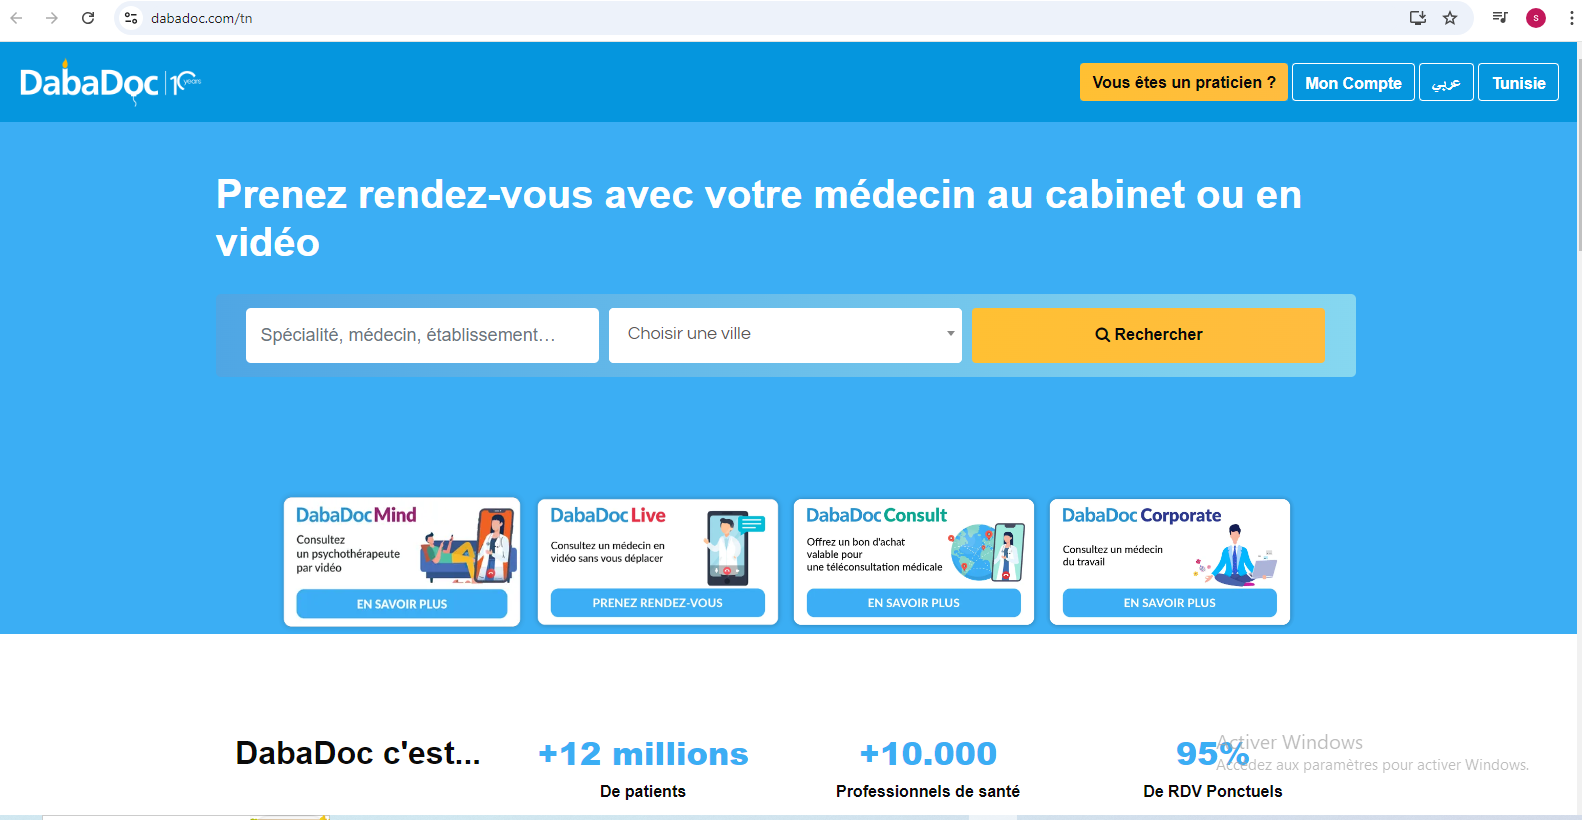 dabadoc.com/tn
s
DabaDoc 10 years
Vous êtes un praticien ?
Mon Compte
عربي
Tunisie
Prenez rendez-vous avec votre médecin au cabinet ou en
vidéo
Spécialité, médecin, établissement...
Choisir une ville
Rechercher
DabaDoc Mind
Consultez
un psychothérapeute
par vidéo
EN SAVOIR PLUS
DabaDoc Live
Consultez un médecin en
vidéo sans vous déplacer
PRENEZ RENDEZ-VOUS
DabaDoc Consult
Offrez un bon d'achat
valable pour
une téléconsultation médicale
EN SAVOIR PLUS
DabaDoc Corporate
Consultez un médecin
du travail
EN SAVOIR PLUS
DabaDoc c'est...
+12 millions
De patients
+10.000
Professionnels de santé
95%
De RDV Ponctuels
Activer Windows
Accédez aux paramètres pour activer Windows.